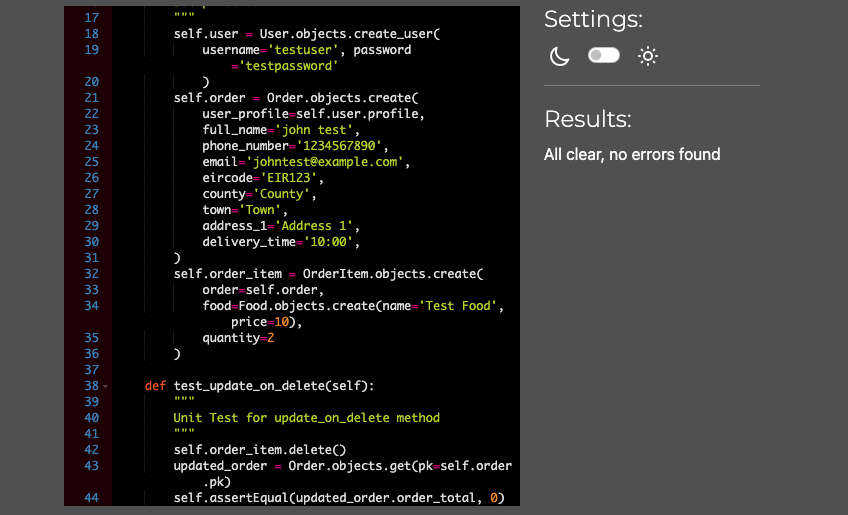 17 """
18 self.user = User.objects.create_user(
19 username='testuser', password
='testpassword'
20 )
21 self.order = Order.objects.create(
22 user_profile=self.user.profile,
23 full_name='john test',
24 phone_number='1234567890',
25 email='johntest@example.com',
26 eircode='EIR123',
27 county='County',
28 town='Town',
29 address_1='Address 1',
30 delivery_time='10:00',
31 )
32 self.order_item = OrderItem.objects.create(
33 order=self.order,
34 food=Food.objects.create(name='Test Food',
price=10),
35 quantity=2
36 )
37
38 def test_update_on_delete(self):
39 """
40 Unit Test for update_on_delete method
41 """
42 self.order_item.delete()
43 updated_order = Order.objects.get(pk=self.order
.pk)
44 self.assertEqual(updated_order.order_total, 0)
Settings:
Results:
All clear, no errors found